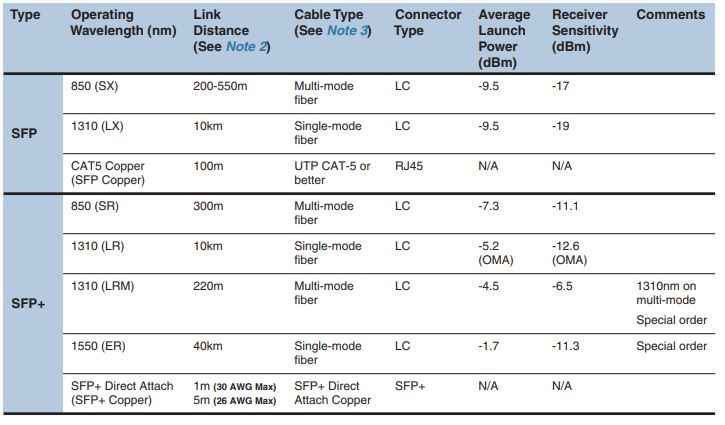 Type Operating Wavelength (nm) Link Distance (See Note 2) Cable Type (See Note 3) Connector Type Average Launch Power (dBm) Receiver Sensitivity (dBm) Comments
SFP
850 (SX) 200-550m Multi-mode fiber LC -9.5 -17
1310 (LX) 10km Single-mode fiber LC -9.5 -19
CAT5 Copper (SFP Copper) 100m UTP CAT-5 or better RJ45 N/A N/A
SFP+
850 (SR) 300m Multi-mode fiber LC -7.3 -11.1
1310 (LR) 10km Single-mode fiber LC -5.2 (OMA) -12.6 (OMA)
1310 (LRM) 220m Multi-mode fiber LC -4.5 -6.5 1310nm on multi-mode Special order
1550 (ER) 40km Single-mode fiber LC -1.7 -11.3 Special order
SFP+ Direct Attach (SFP+ Copper) 1m (30 AWG Max) 5m (26 AWG Max) SFP+ Direct Attach Copper SFP+ N/A N/A